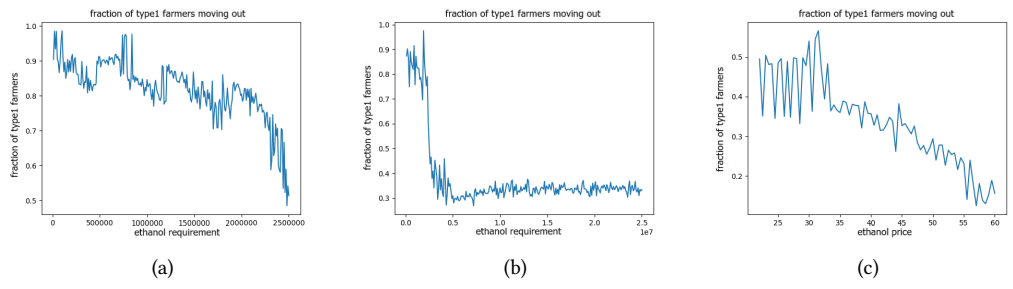 fraction of type1 farmers moving out
fraction of type1 farmers
1.0
0.9
0.8
0.7
0.6
0.5
0 500000 1000000 1500000 2000000 2500000
ethanol requirement
(a)
fraction of type1 farmers moving out
fraction of type1 farmers
1.0
0.9
0.8
0.7
0.6
0.5
0.4
0.3
0.0 0.5 1.0 1.5 2.0 2.5
1e7
ethanol requirement
(b)
fraction of type1 farmers moving out
fraction of type1 farmers
0.5
0.4
0.3
0.2
25 30 35 40 45 50 55 60
ethanol price
(c)